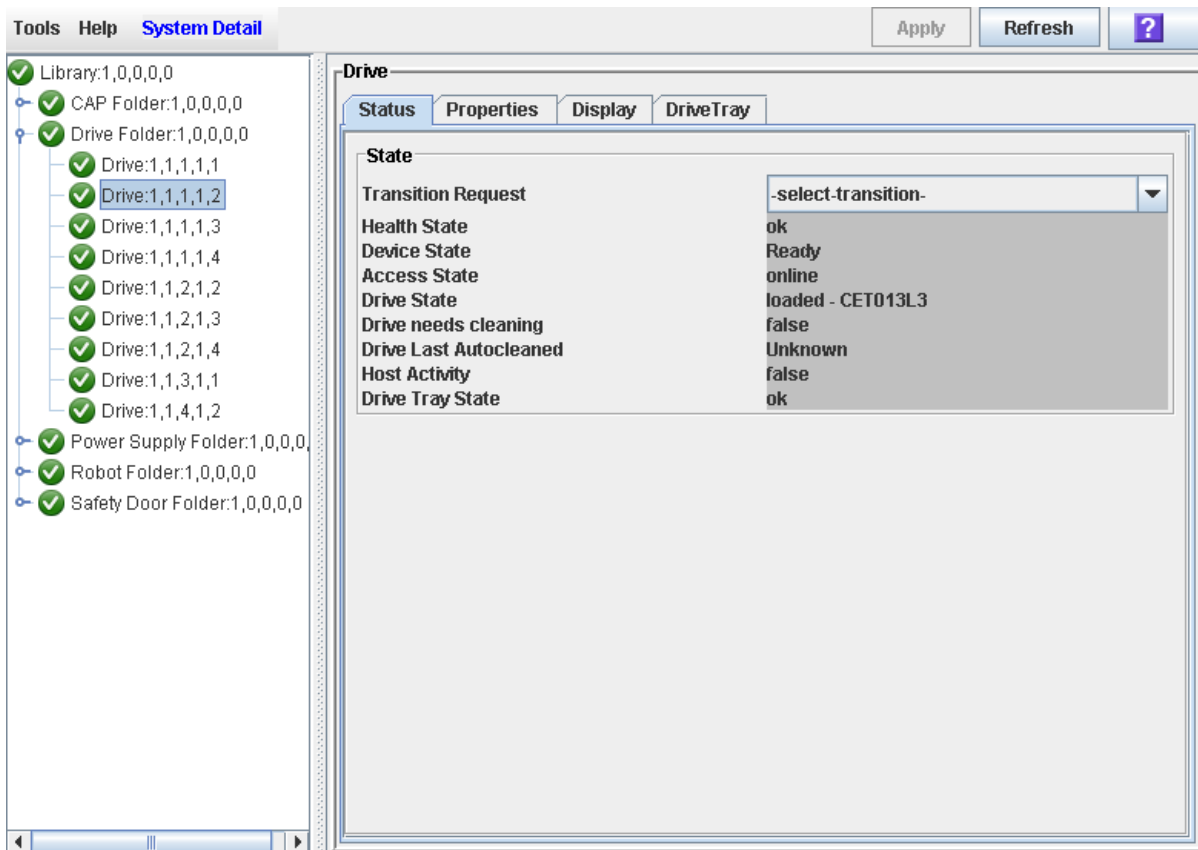 Tools Help System Detail
Apply Refresh ?
Library:1,0,0,0,0
CAP Folder:1,0,0,0,0
Drive Folder:1,0,0,0,0
Drive:1,1,1,1,1
Drive:1,1,1,1,2
Drive:1,1,1,1,3
Drive:1,1,1,1,4
Drive:1,1,2,1,2
Drive:1,1,2,1,3
Drive:1,1,2,1,4
Drive:1,1,3,1,1
Drive:1,1,4,1,2
Power Supply Folder:1,0,0,0,
Robot Folder:1,0,0,0,0
Safety Door Folder:1,0,0,0,0
Drive
Status Properties Display DriveTray
State
Transition Request -select-transition-
Health State ok
Device State Ready
Access State online
Drive State loaded - CET013L3
Drive needs cleaning false
Drive Last Autocleaned Unknown
Host Activity false
Drive Tray State ok